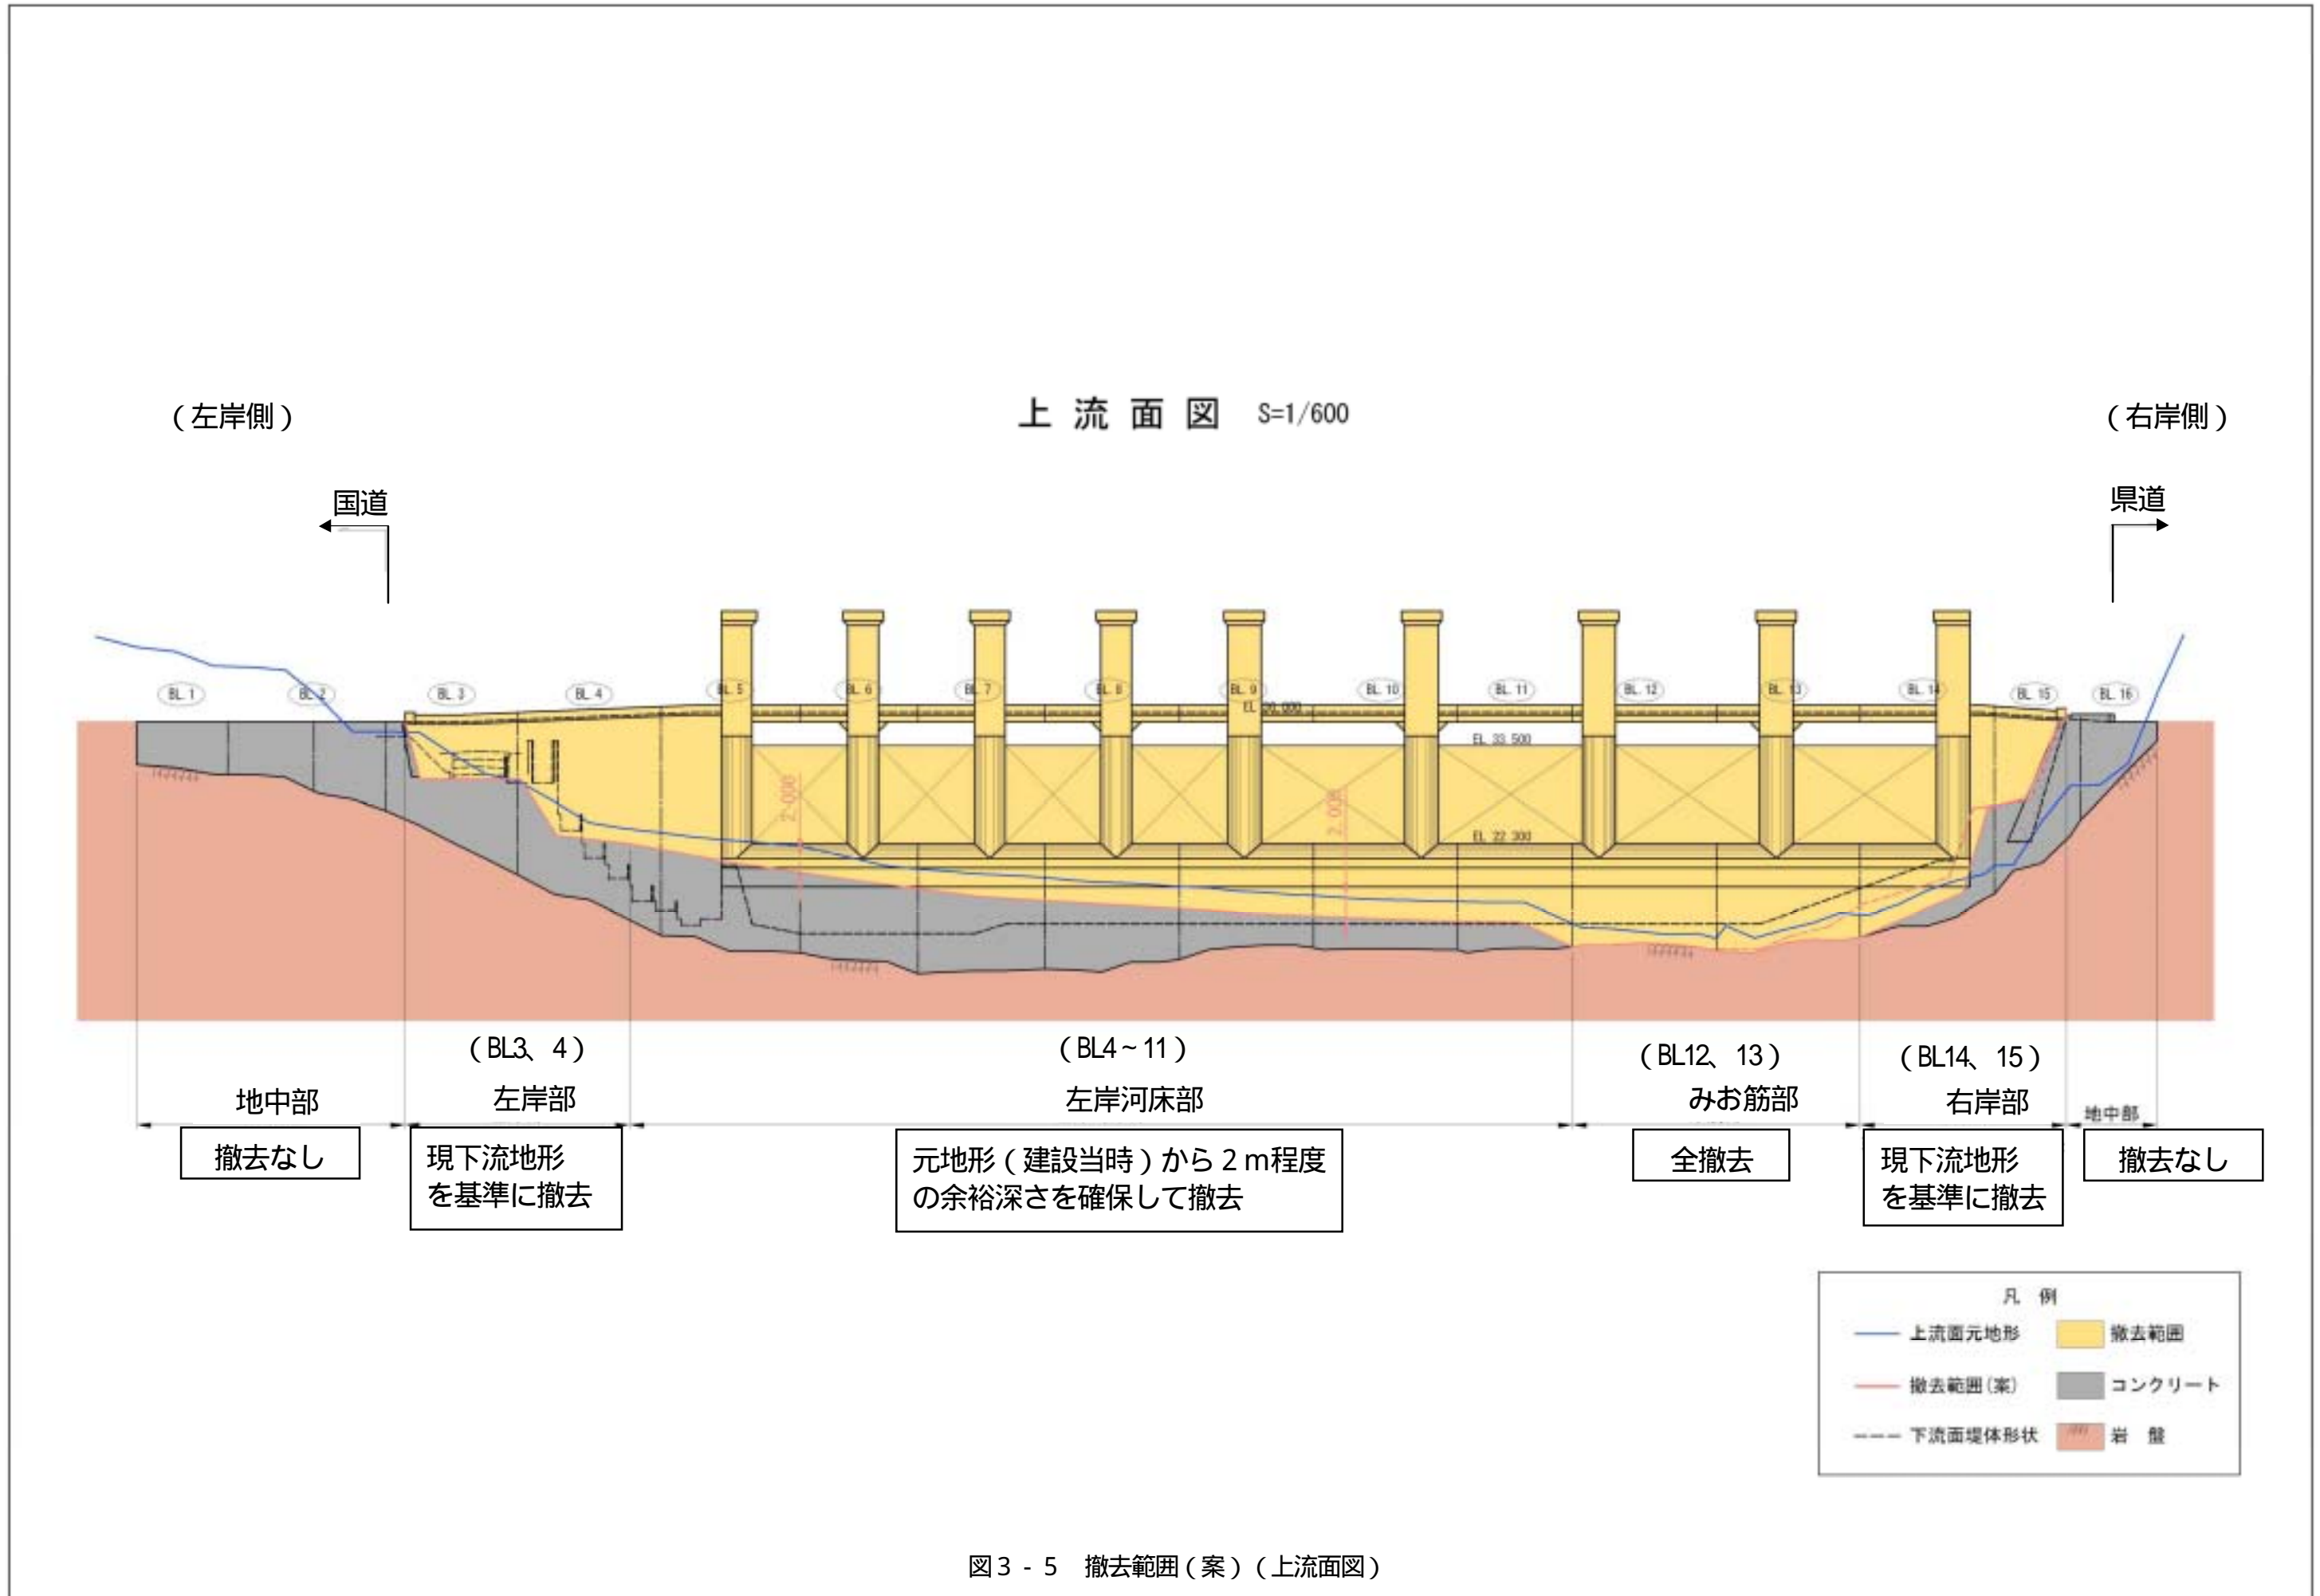 上流面図 S=1/600
(左岸側)
(右岸側)
国道
県道
BL.1
BL.2
BL.3
BL.4
BL.5
BL.6
BL.7
BL.8
BL.9
BL.10
BL.11
BL.12
BL.13
BL.14
BL.15
BL.16
EL.33.500
2.000
2.000
EL.22.300
(BL3、4)
(BL4~11)
(BL12、13)
(BL14、15)
地中部
左岸部
左岸河床部
みお筋部
右岸部
地中部
撤去なし
現下流地形
を基準に撤去
元地形(建設当時)から2m程度
の余裕深さを確保して撤去
全撤去
現下流地形
を基準に撤去
撤去なし
凡 例
上流面元地形
撤去範囲
撤去範囲(案)
コンクリート
下流面堤体形状
岩 盤
図3-5 撤去範囲(案)(上流面図)